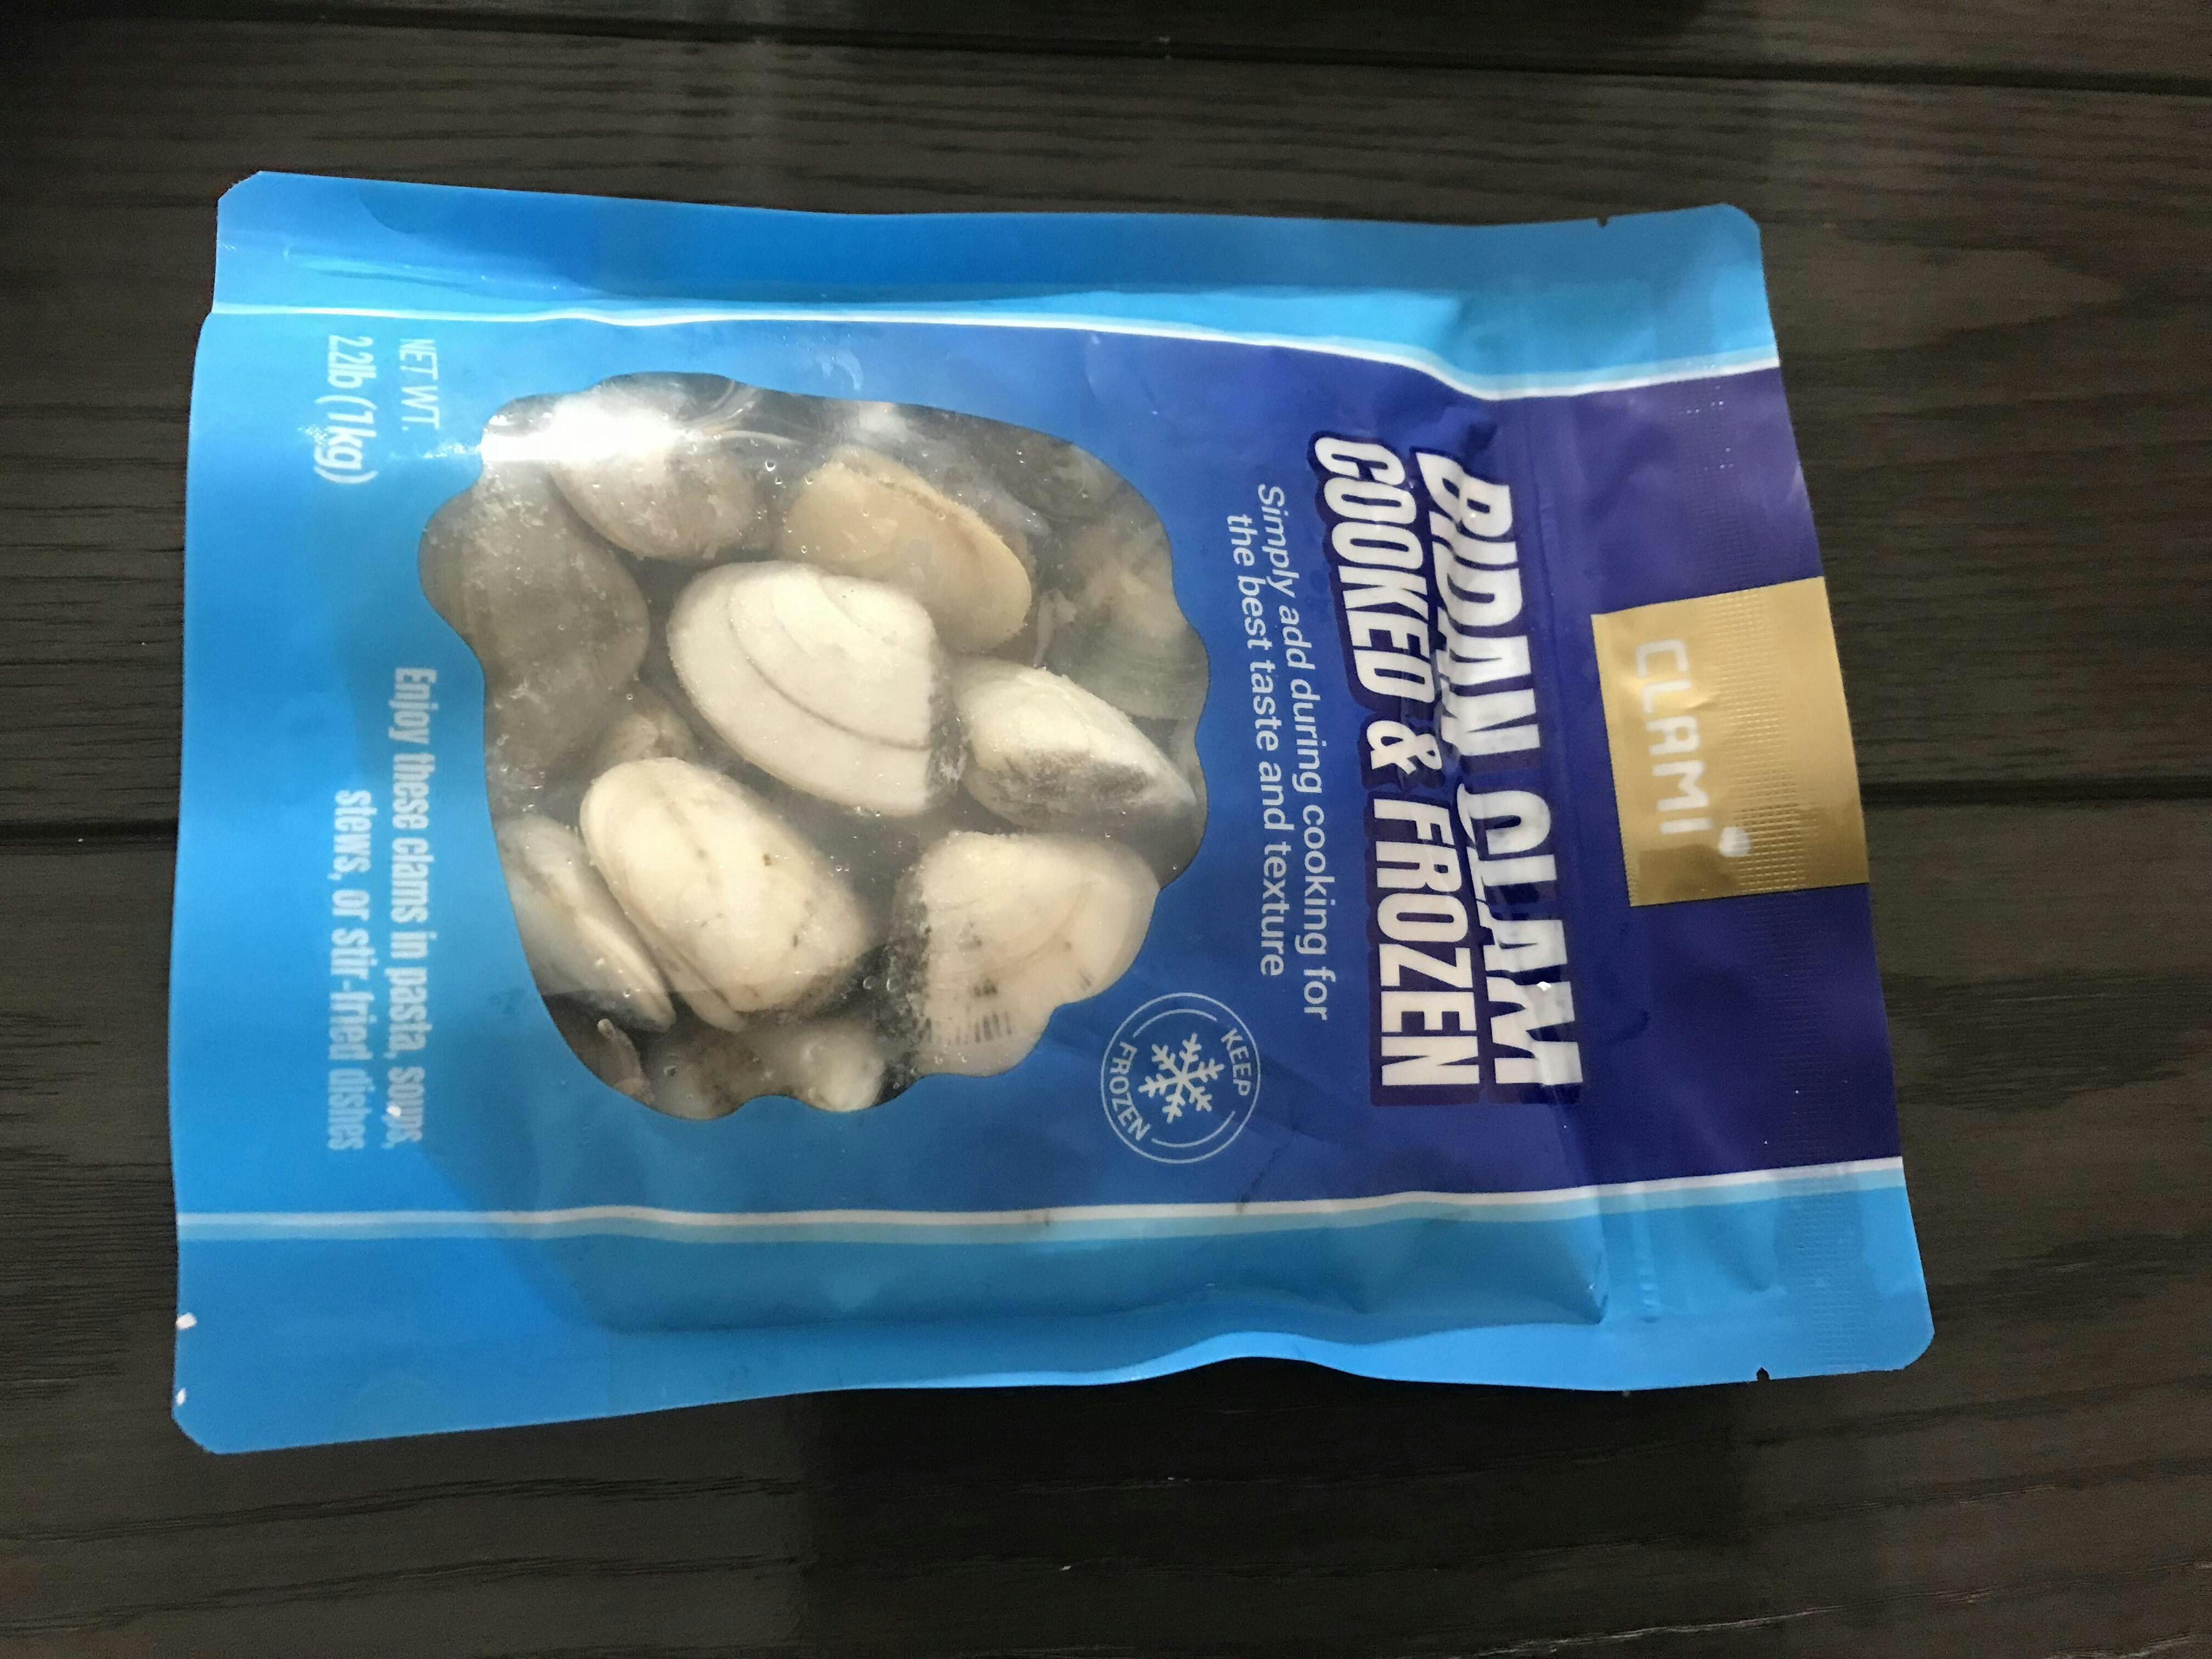 CLAMI
BIDAN CLAM
COOKED & FROZEN
Simply add during cooking for
the best taste and texture
KEEP
FROZEN
NET WT.
2.2lb (1kg)
Enjoy these clams in pasta, soups,
stews, or stir-fried dishes